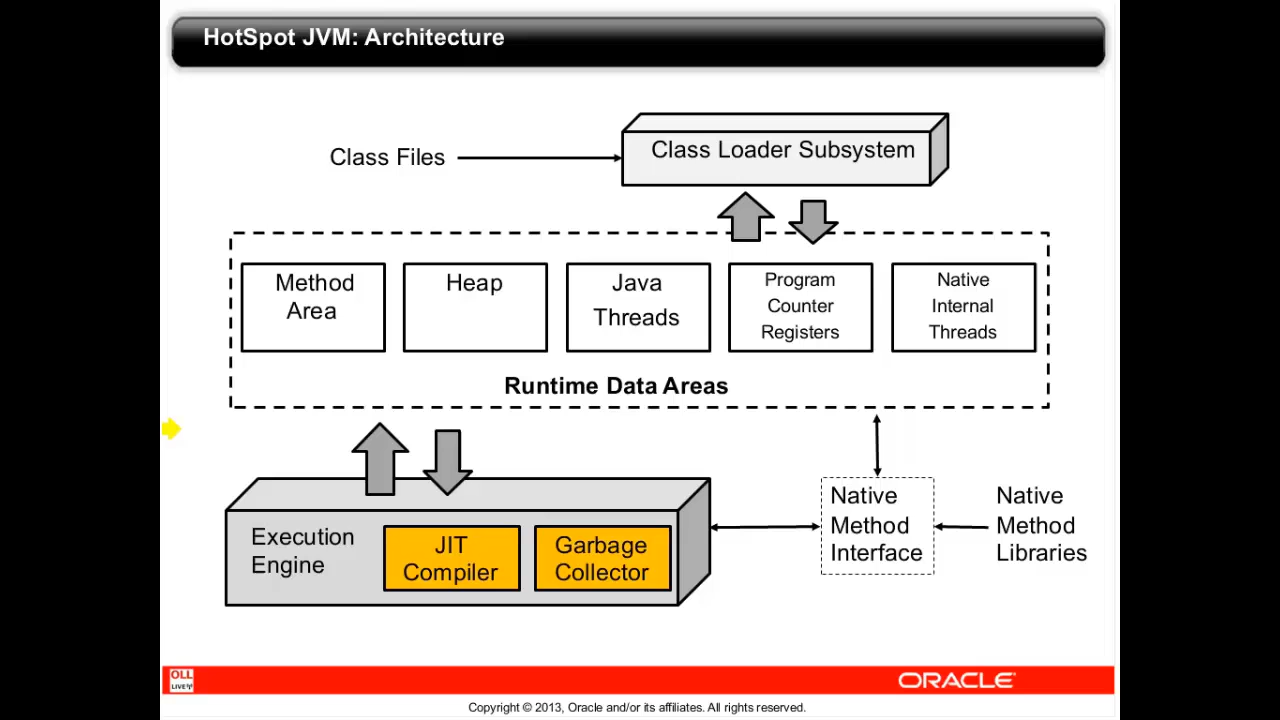 HotSpot JVM: Architecture
Class Files
Class Loader Subsystem
Method
Area
Heap
Java
Threads
Program
Counter
Registers
Native
Internal
Threads
Runtime Data Areas
Execution
Engine
JIT
Compiler
Garbage
Collector
Native
Method
Interface
Native
Method
Libraries
OLL
LIVE
ORACLE
Copyright © 2013, Oracle and/or its affiliates. All rights reserved.